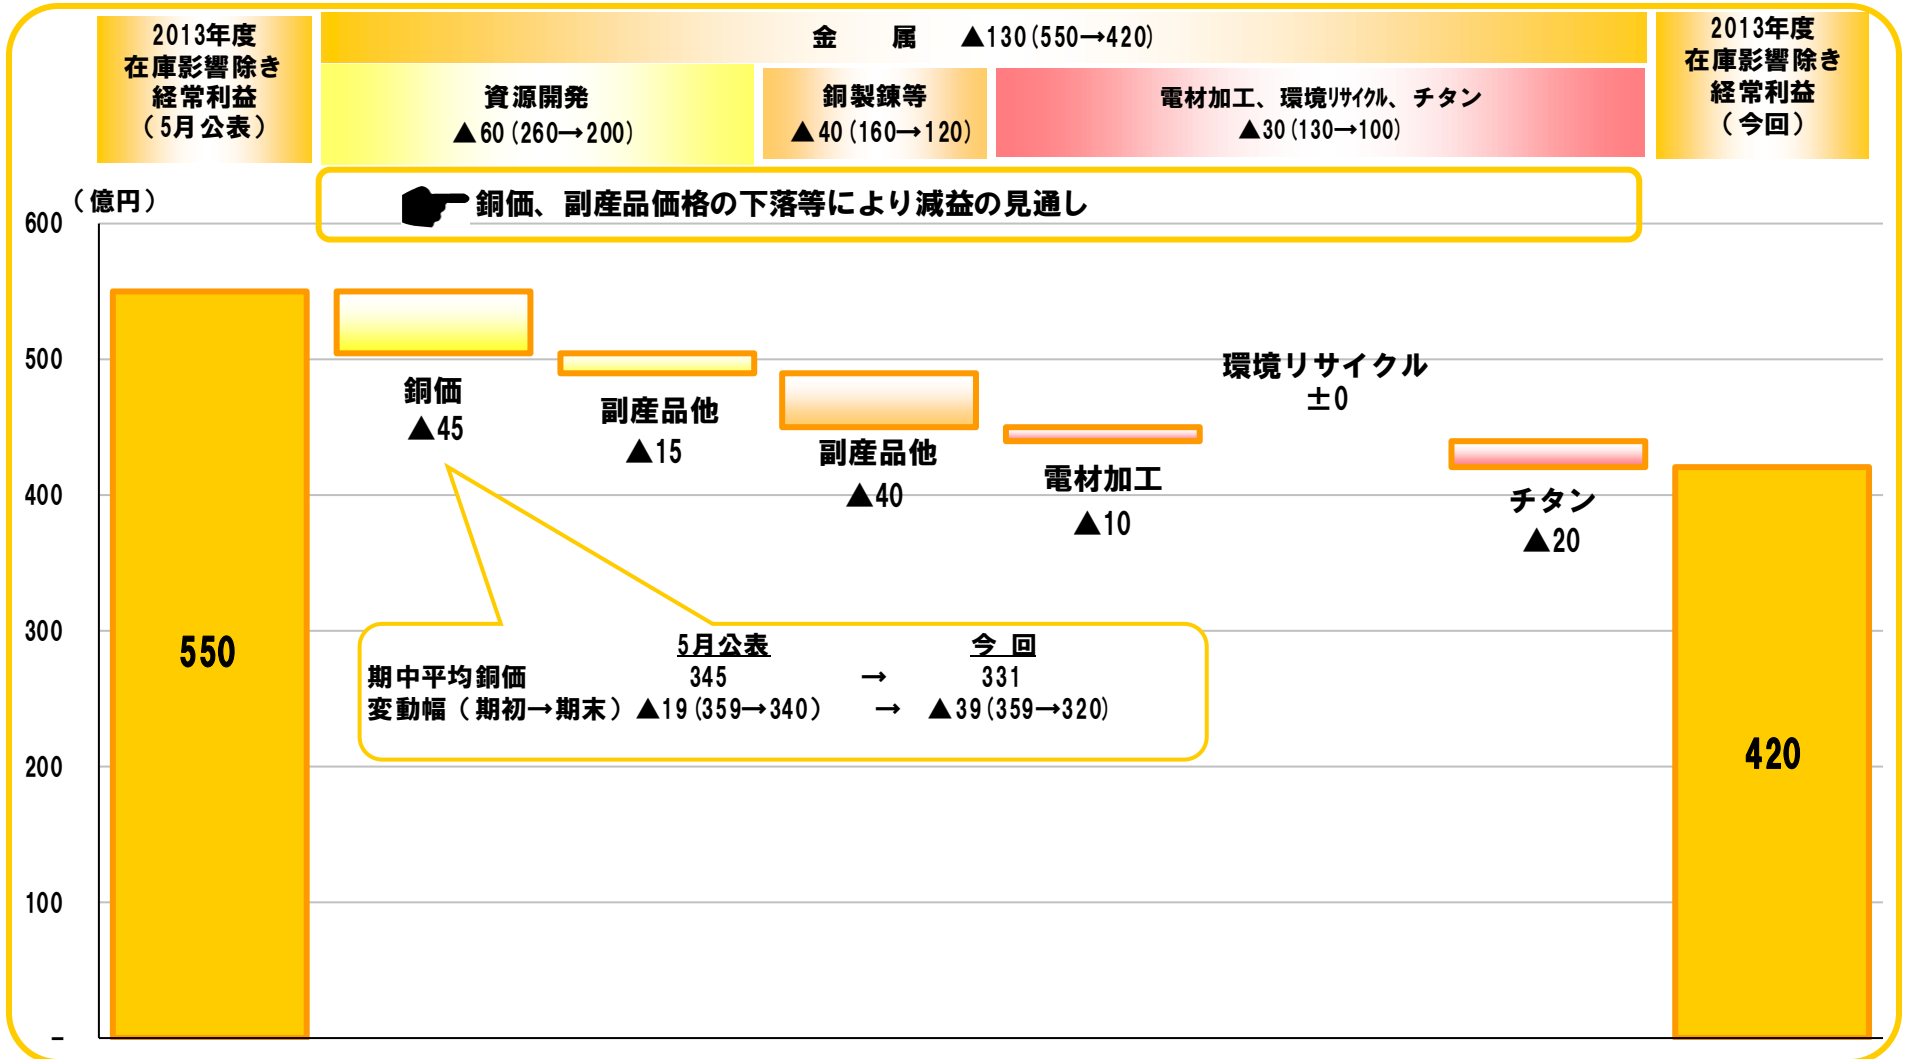 2013年度
在庫影響除き
経常利益
(5月公表)
金　属　▲130(550→420)
資源開発
▲60(260→200)
銅製錬等
▲40(160→120)
電材加工、環境ﾘｻｲｸﾙ、チタン
▲30(130→100)
2013年度
在庫影響除き
経常利益
(今回)
銅価、副産品価格の下落等により減益の見通し
(億円)
600
500
400
300
200
100
–
550
銅価
▲45
副産品他
▲15
副産品他
▲40
電材加工
▲10
環境リサイクル
±0
チタン
▲20
420
5月公表 今 回
期中平均銅価 345 → 331
変動幅(期初→期末) ▲19(359→340) → ▲39(359→320)